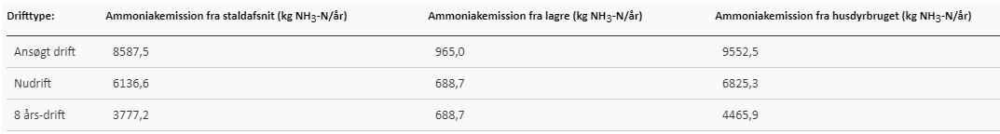 Drifttype: Ammoniakemission fra staldafsnit (kg NH3-N/år) Ammoniakemission fra lagre (kg NH3-N/år) Ammoniakemission fra husdyrbruget (kg NH3-N/år)
Ansøgt drift 8587,5 965,0 9552,5
Nudrift 6136,6 688,7 6825,3
8 års-drift 3777,2 688,7 4465,9